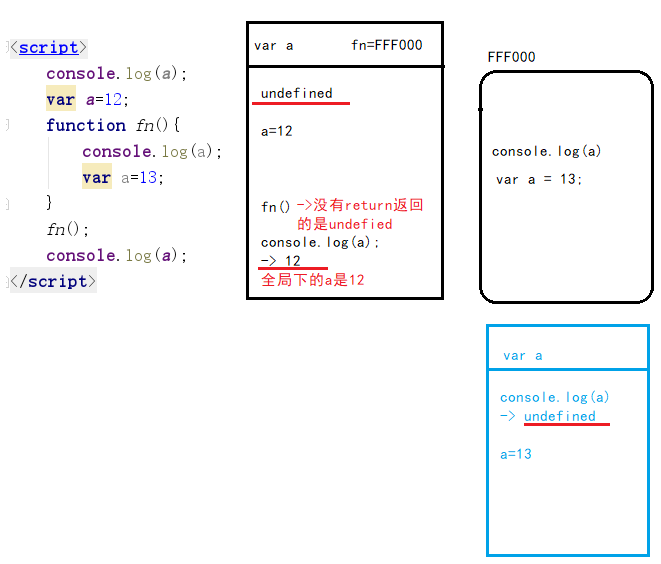 <script>
console.log(a);
var a=12;
function fn(){
console.log(a);
var a=13;
}
fn();
console.log(a);
</script>
var a fn=FFF000
undefined
a=12
fn() ->没有return返回
的是undefied
console.log(a);
-> 12
全局下的a是12
FFF000
console.log(a)
var a = 13;
var a
console.log(a)
-> undefined
a=13